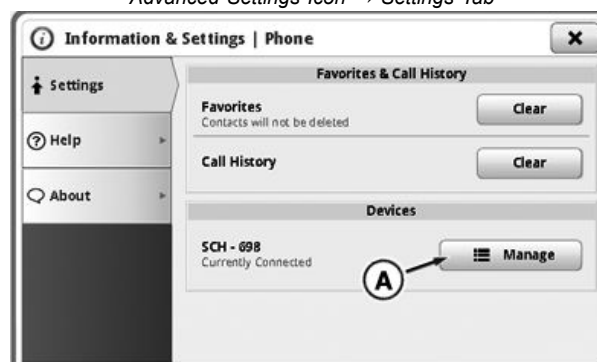 Advanced Settings Icon → Settings Tab
Information & Settings | Phone
Settings
Help
About
Favorites & Call History
Favorites
Contacts will not be deleted
Clear
Call History
Clear
Devices
SCH - 698
Currently Connected
Manage
A